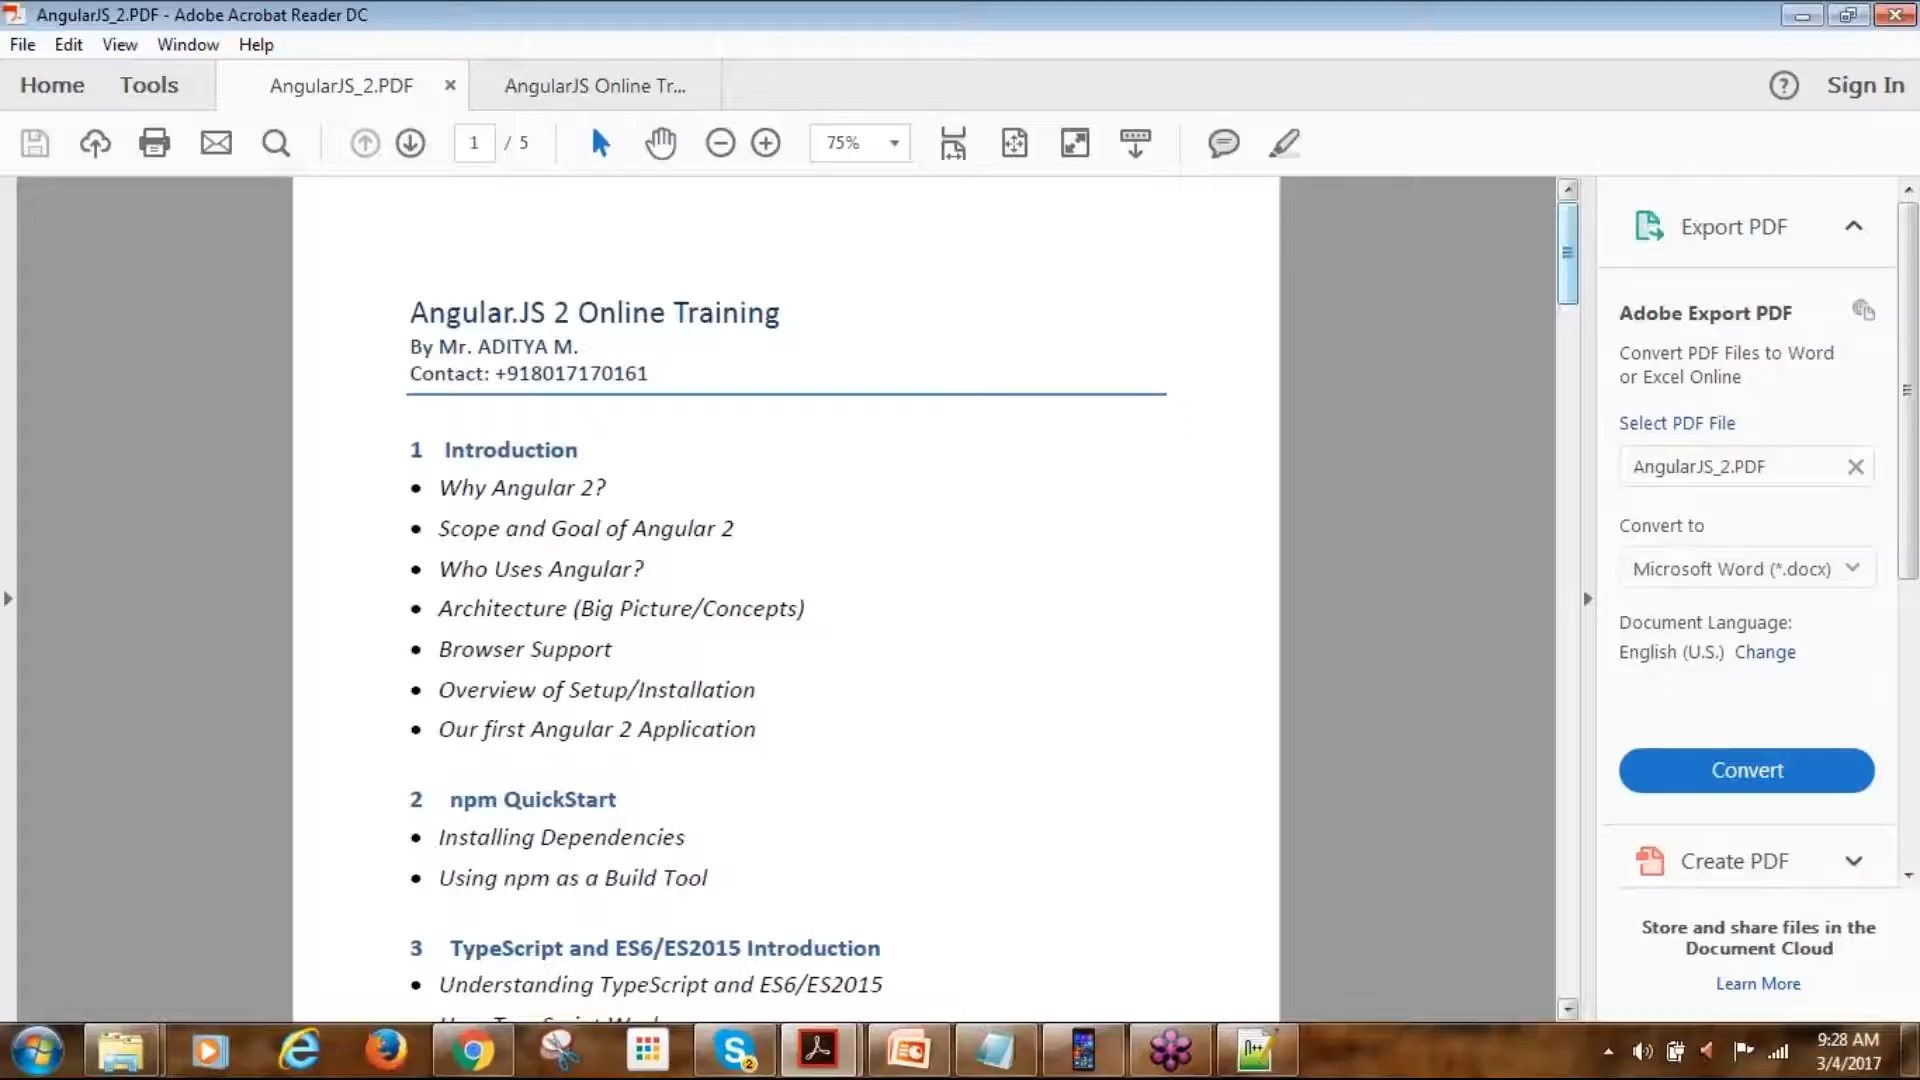 AngularJS_2.PDF - Adobe Acrobat Reader DC
File Edit View Window Help
Home Tools AngularJS_2.PDF AngularJS Online Tr... Sign In
1 / 5 75%
Angular.JS 2 Online Training
By Mr. ADITYA M.
Contact: +918017170161
1 Introduction
• Why Angular 2?
• Scope and Goal of Angular 2
• Who Uses Angular?
• Architecture (Big Picture/Concepts)
• Browser Support
• Overview of Setup/Installation
• Our first Angular 2 Application
2 npm QuickStart
• Installing Dependencies
• Using npm as a Build Tool
3 TypeScript and ES6/ES2015 Introduction
• Understanding TypeScript and ES6/ES2015
Export PDF
Adobe Export PDF
Convert PDF Files to Word
or Excel Online
Select PDF File
AngularJS_2.PDF
Convert to
Microsoft Word (*.docx)
Document Language:
English (U.S.) Change
Convert
Create PDF
Store and share files in the
Document Cloud
Learn More
9:28 AM
3/4/2017